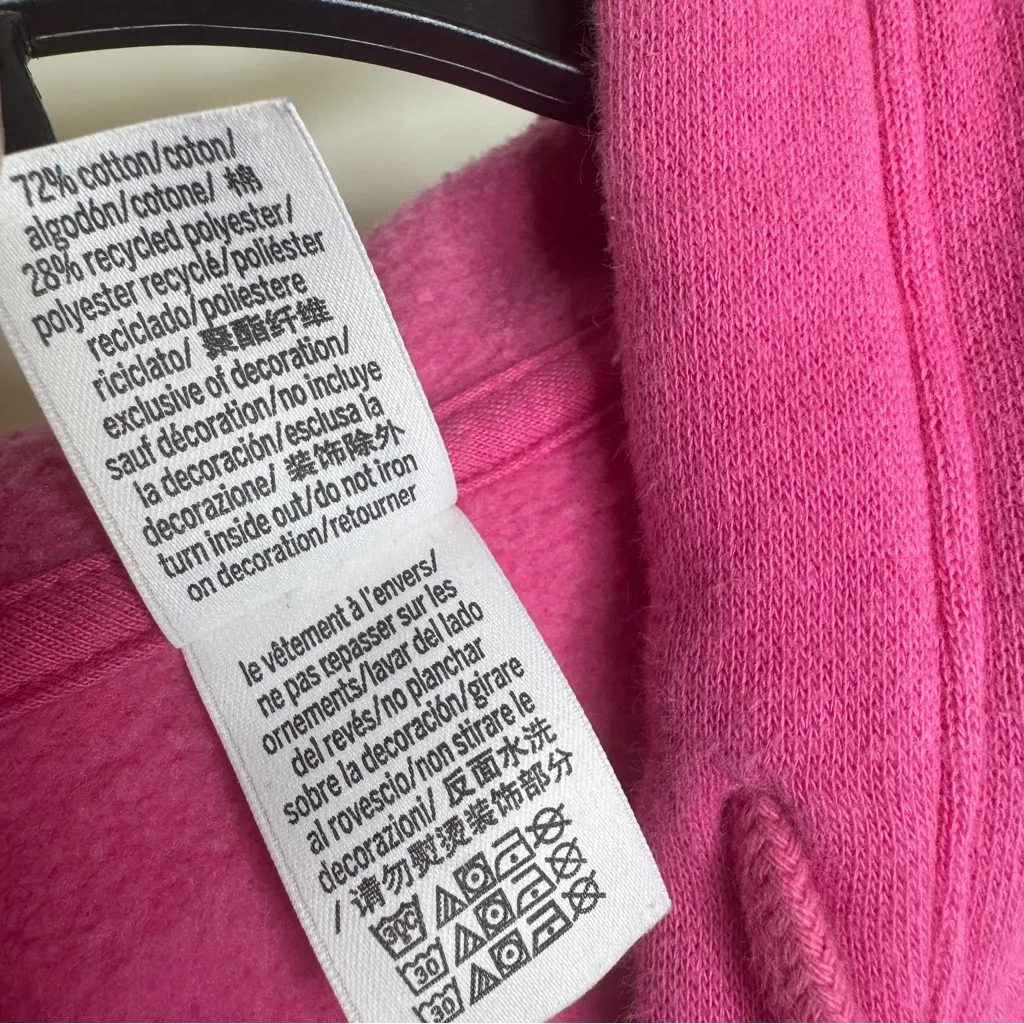 72% cotton/coton/
algodón/cotone/ 棉
28% recycled polyester/
polyester recyclé/poliéster
reciclado/poliestere
riciclato/ 聚酯纤维
exclusive of decoration/
sauf décoration/no incluye
la decoración/esclusa la
decorazione/ 装饰除外
turn inside out/do not iron
on decoration/retourner
le vêtement à l'envers/
ne pas repasser sur les
ornements/lavar del lado
del revés/no planchar
sobre la decoración/girare
al rovescio/non stirare le
decorazioni/ 反面水洗
/ 请勿熨烫装饰部分
30C
30
30